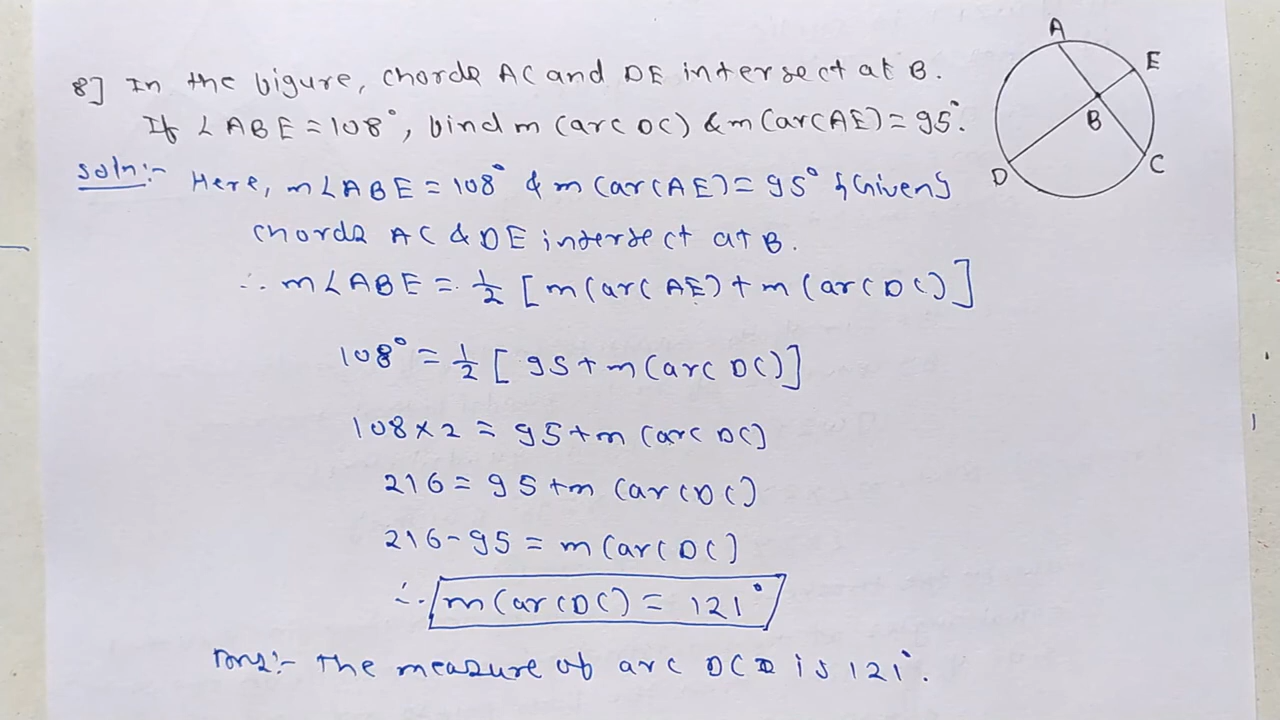 8] In the figure, chords AC and DE intersect at B.
If ∠ABE = 108°, find m (arc DC) & m (arc AE) = 95°.
Soln:- Here, m∠ABE = 108° & m (arc AE) = 95° {Given}
chords AC & DE intersect at B.
∴ m∠ABE = 1/2 [m (arc AE) + m (arc DC)]
108° = 1/2 [95 + m (arc DC)]
108 × 2 = 95 + m (arc DC)
216 = 95 + m (arc DC)
216 - 95 = m (arc DC)
∴ m (arc DC) = 121°
Ans:- The measure of arc DC is 121°.
A
E
B
D
C